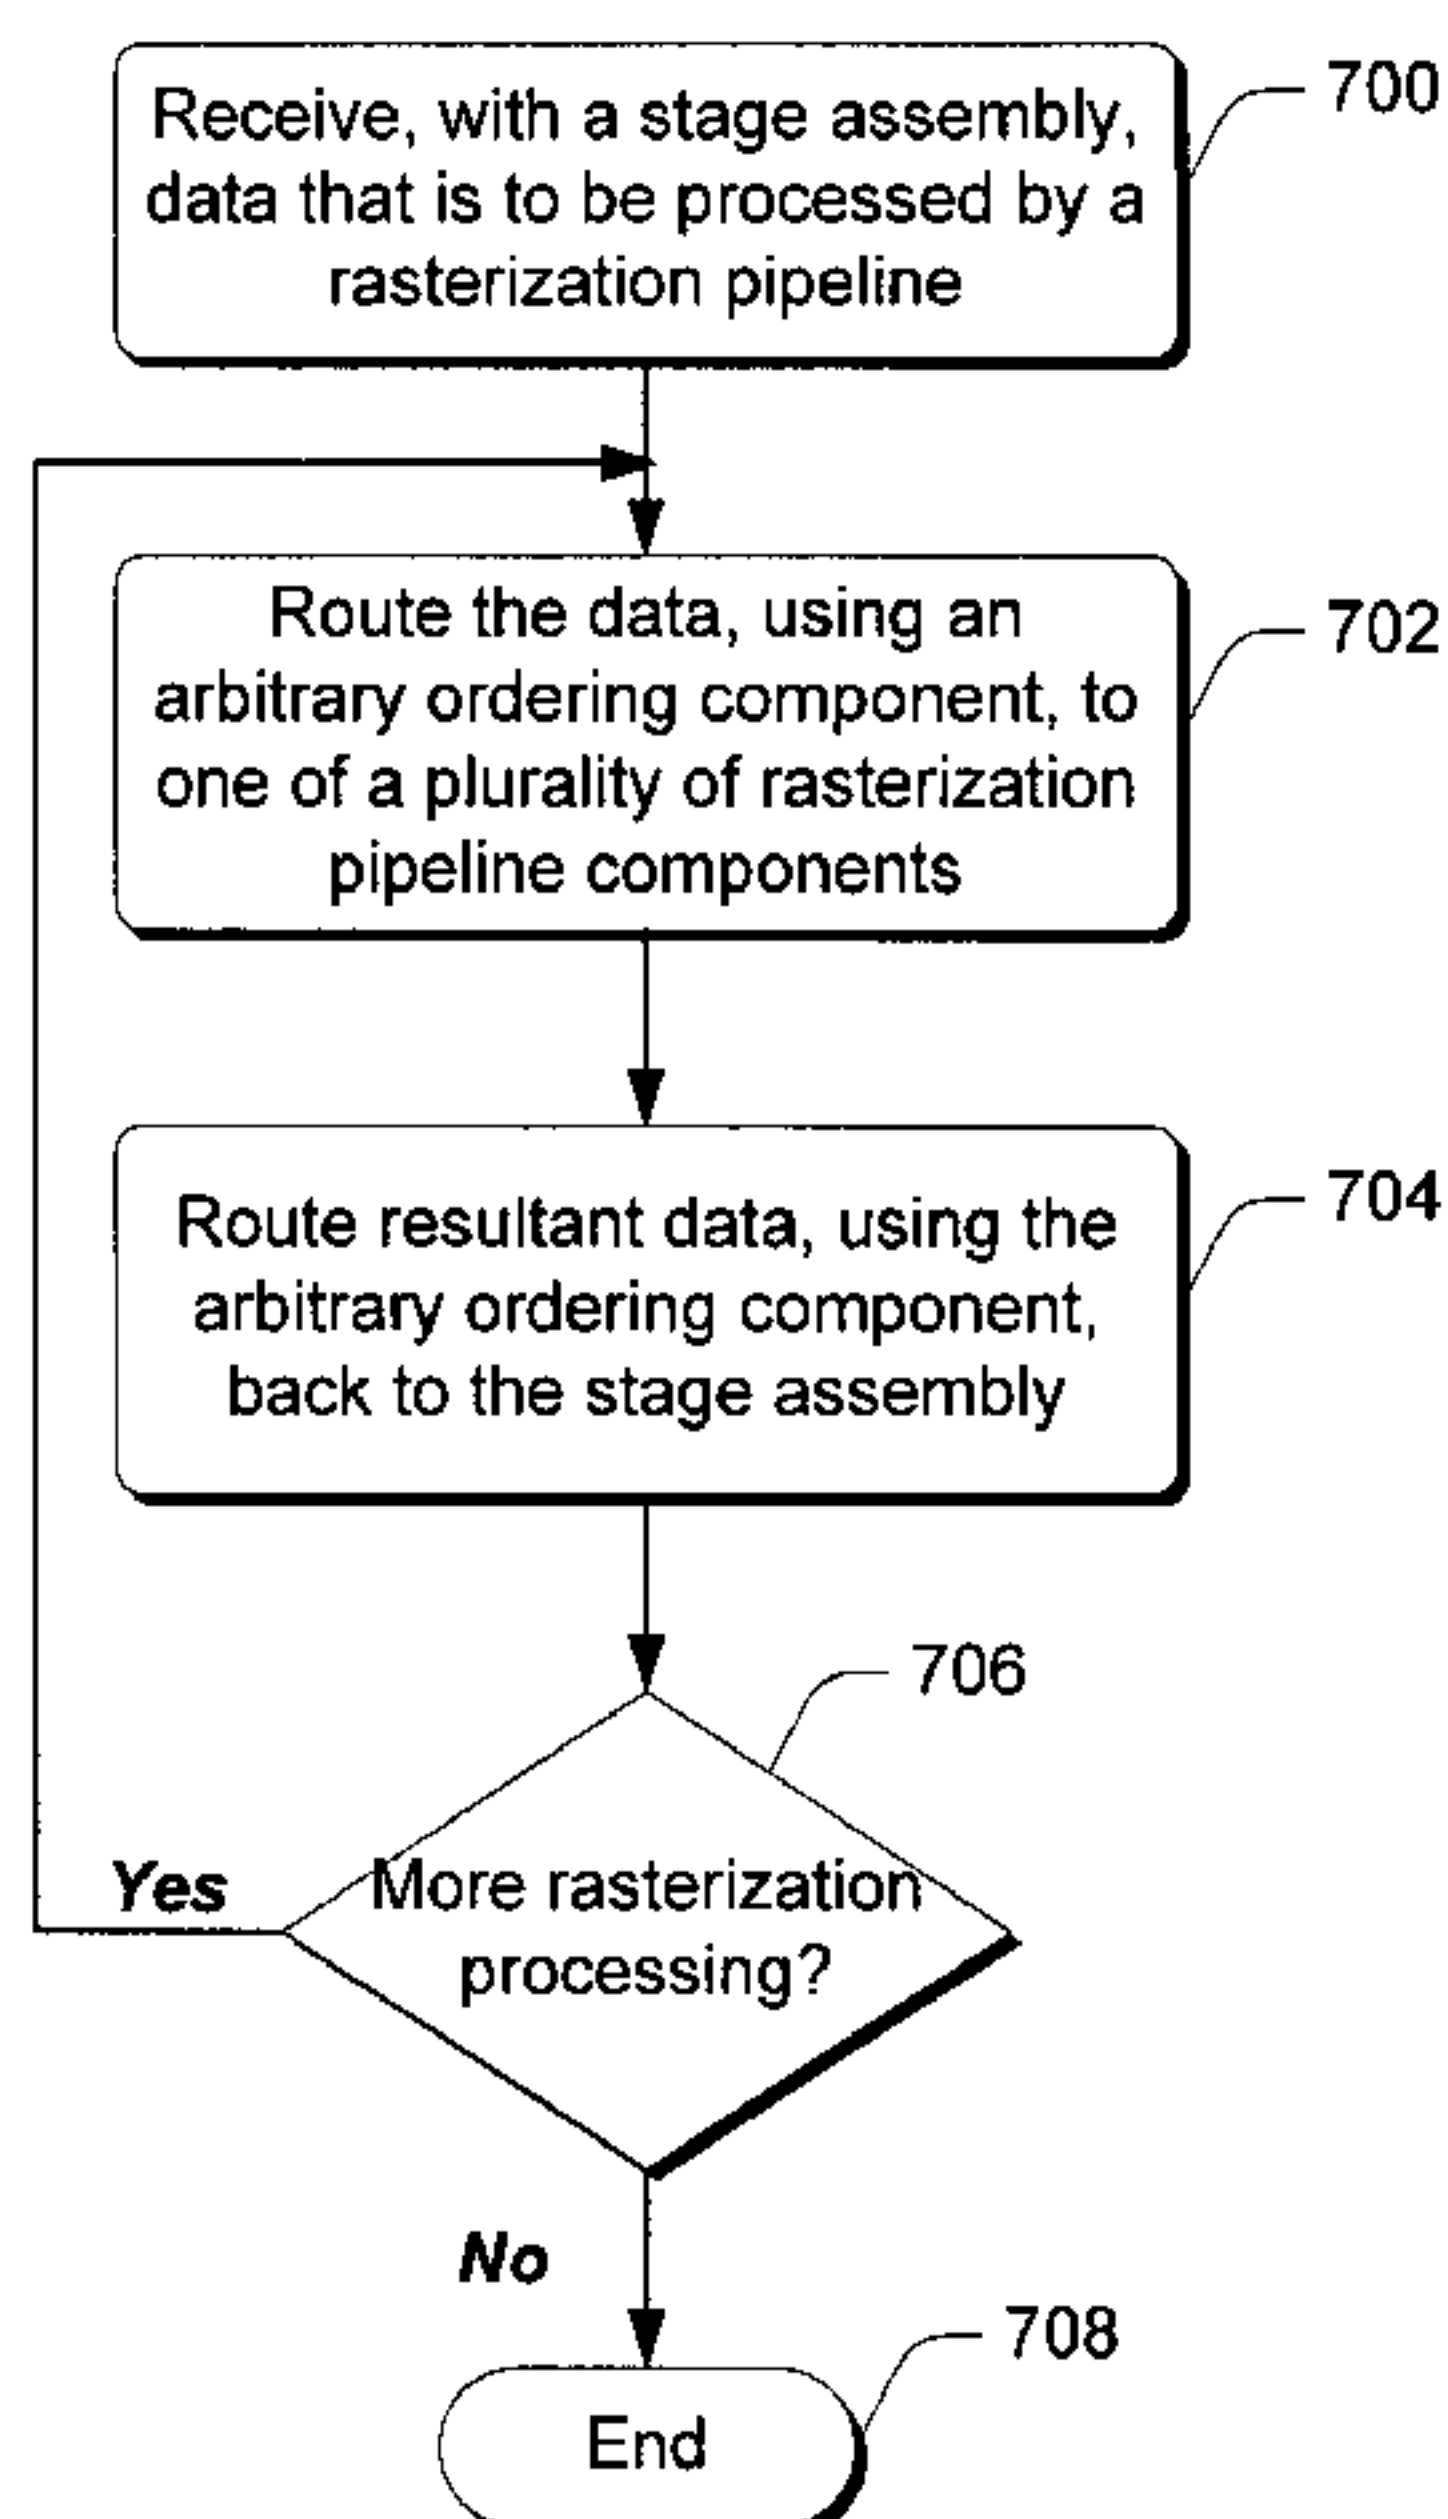 Receive, with a stage assembly,
data that is to be processed by a
rasterization pipeline
700
Route the data, using an
arbitrary ordering component, to
one of a plurality of rasterization
pipeline components
702
Route resultant data, using the
arbitrary ordering component,
back to the stage assembly
704
706
More rasterization
processing?
Yes
No
708
End